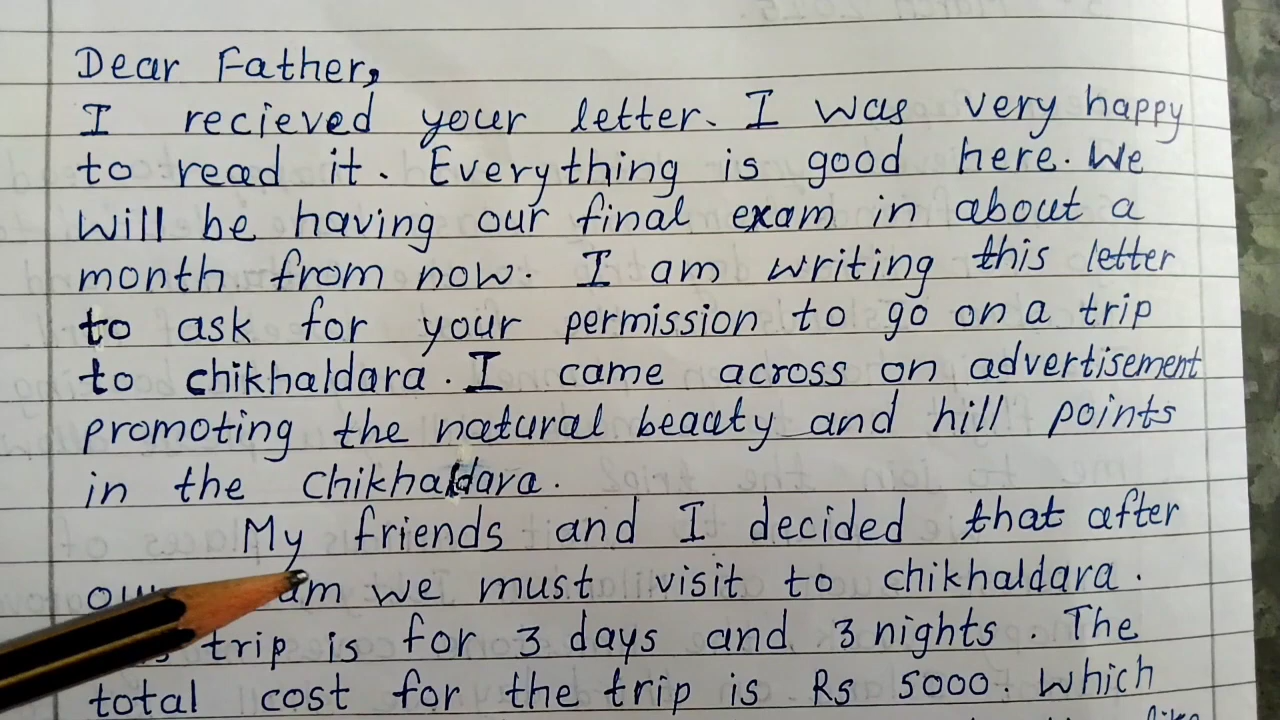 Dear Father,
I recieved your letter. I was very happy
to read it. Everything is good here. We
will be having our final exam in about a
month from now. I am writing this letter
to ask for your permission to go on a trip
to chikhaldara. I came across on advertisement
promoting the natural beauty and hill points
in the chikhaldara.
My friends and I decided that after
we must visit to chikhaldara.
trip is for 3 days and 3 nights. The
total cost for the trip is Rs 5000. Which
like